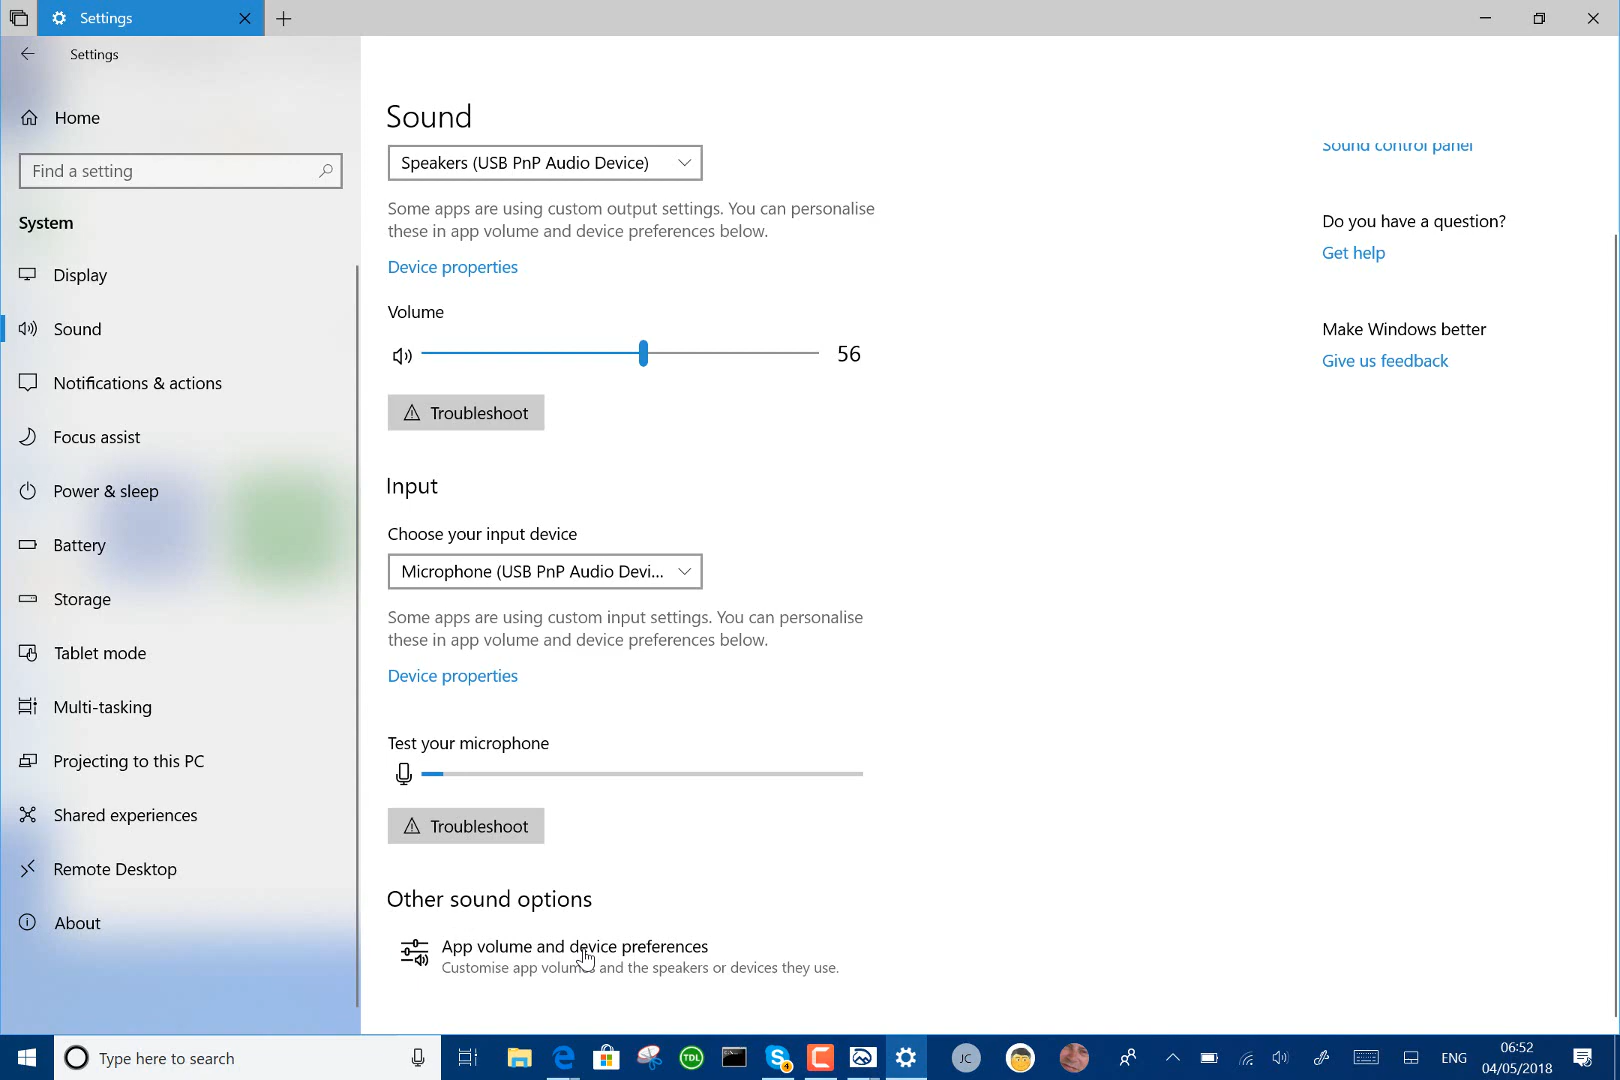 Settings
Settings
Home
Find a setting
System
Display
Sound
Notifications & actions
Focus assist
Power & sleep
Battery
Storage
Tablet mode
Multi-tasking
Projecting to this PC
Shared experiences
Remote Desktop
About
Sound
Speakers (USB PnP Audio Device)
Some apps are using custom output settings. You can personalise
these in app volume and device preferences below.
Device properties
Volume
56
Troubleshoot
Input
Choose your input device
Microphone (USB PnP Audio Devi...
Some apps are using custom input settings. You can personalise
these in app volume and device preferences below.
Device properties
Test your microphone
Troubleshoot
Other sound options
App volume and device preferences
Customise app volumes and the speakers or devices they use.
Sound control panel
Do you have a question?
Get help
Make Windows better
Give us feedback
Type here to search
TDL
4
JC
ENG
06:52
04/05/2018